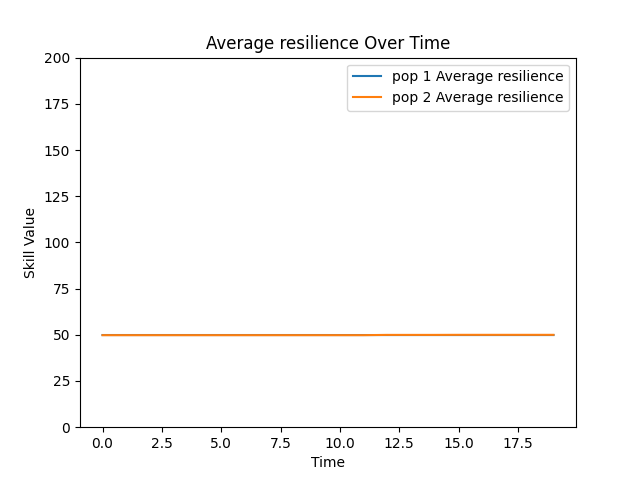 Average resilience Over Time
200
175
150
125
100
75
50
25
0
Skill Value
pop 1 Average resilience
pop 2 Average resilience
0.0 2.5 5.0 7.5 10.0 12.5 15.0 17.5
Time